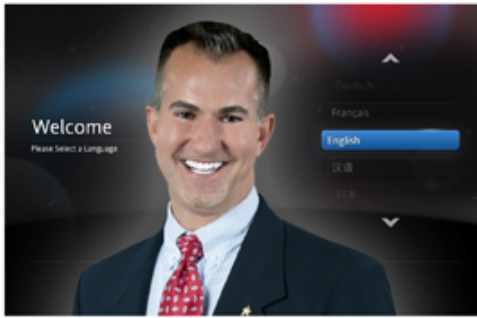 Welcome
Please Select a Language
Deutsch
Français
English
汉语
日本